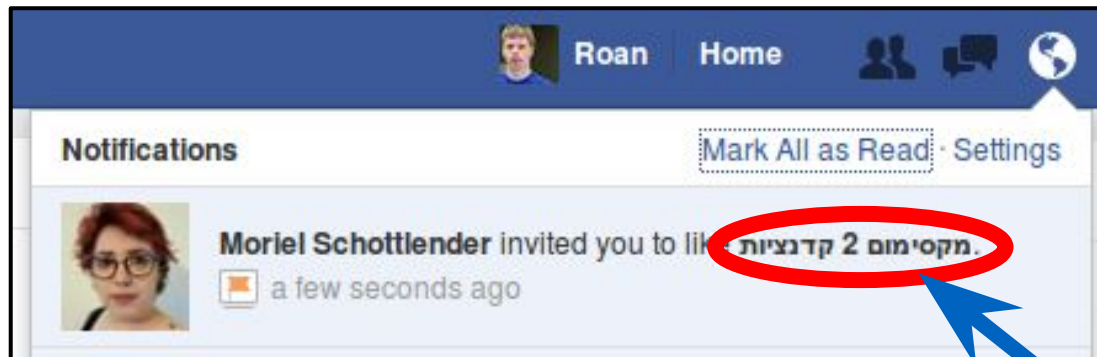 Roan
Home
Notifications
Mark All as Read · Settings
Moriel Schottlender invited you to like מקסימום 2 קדנציות.
a few seconds ago